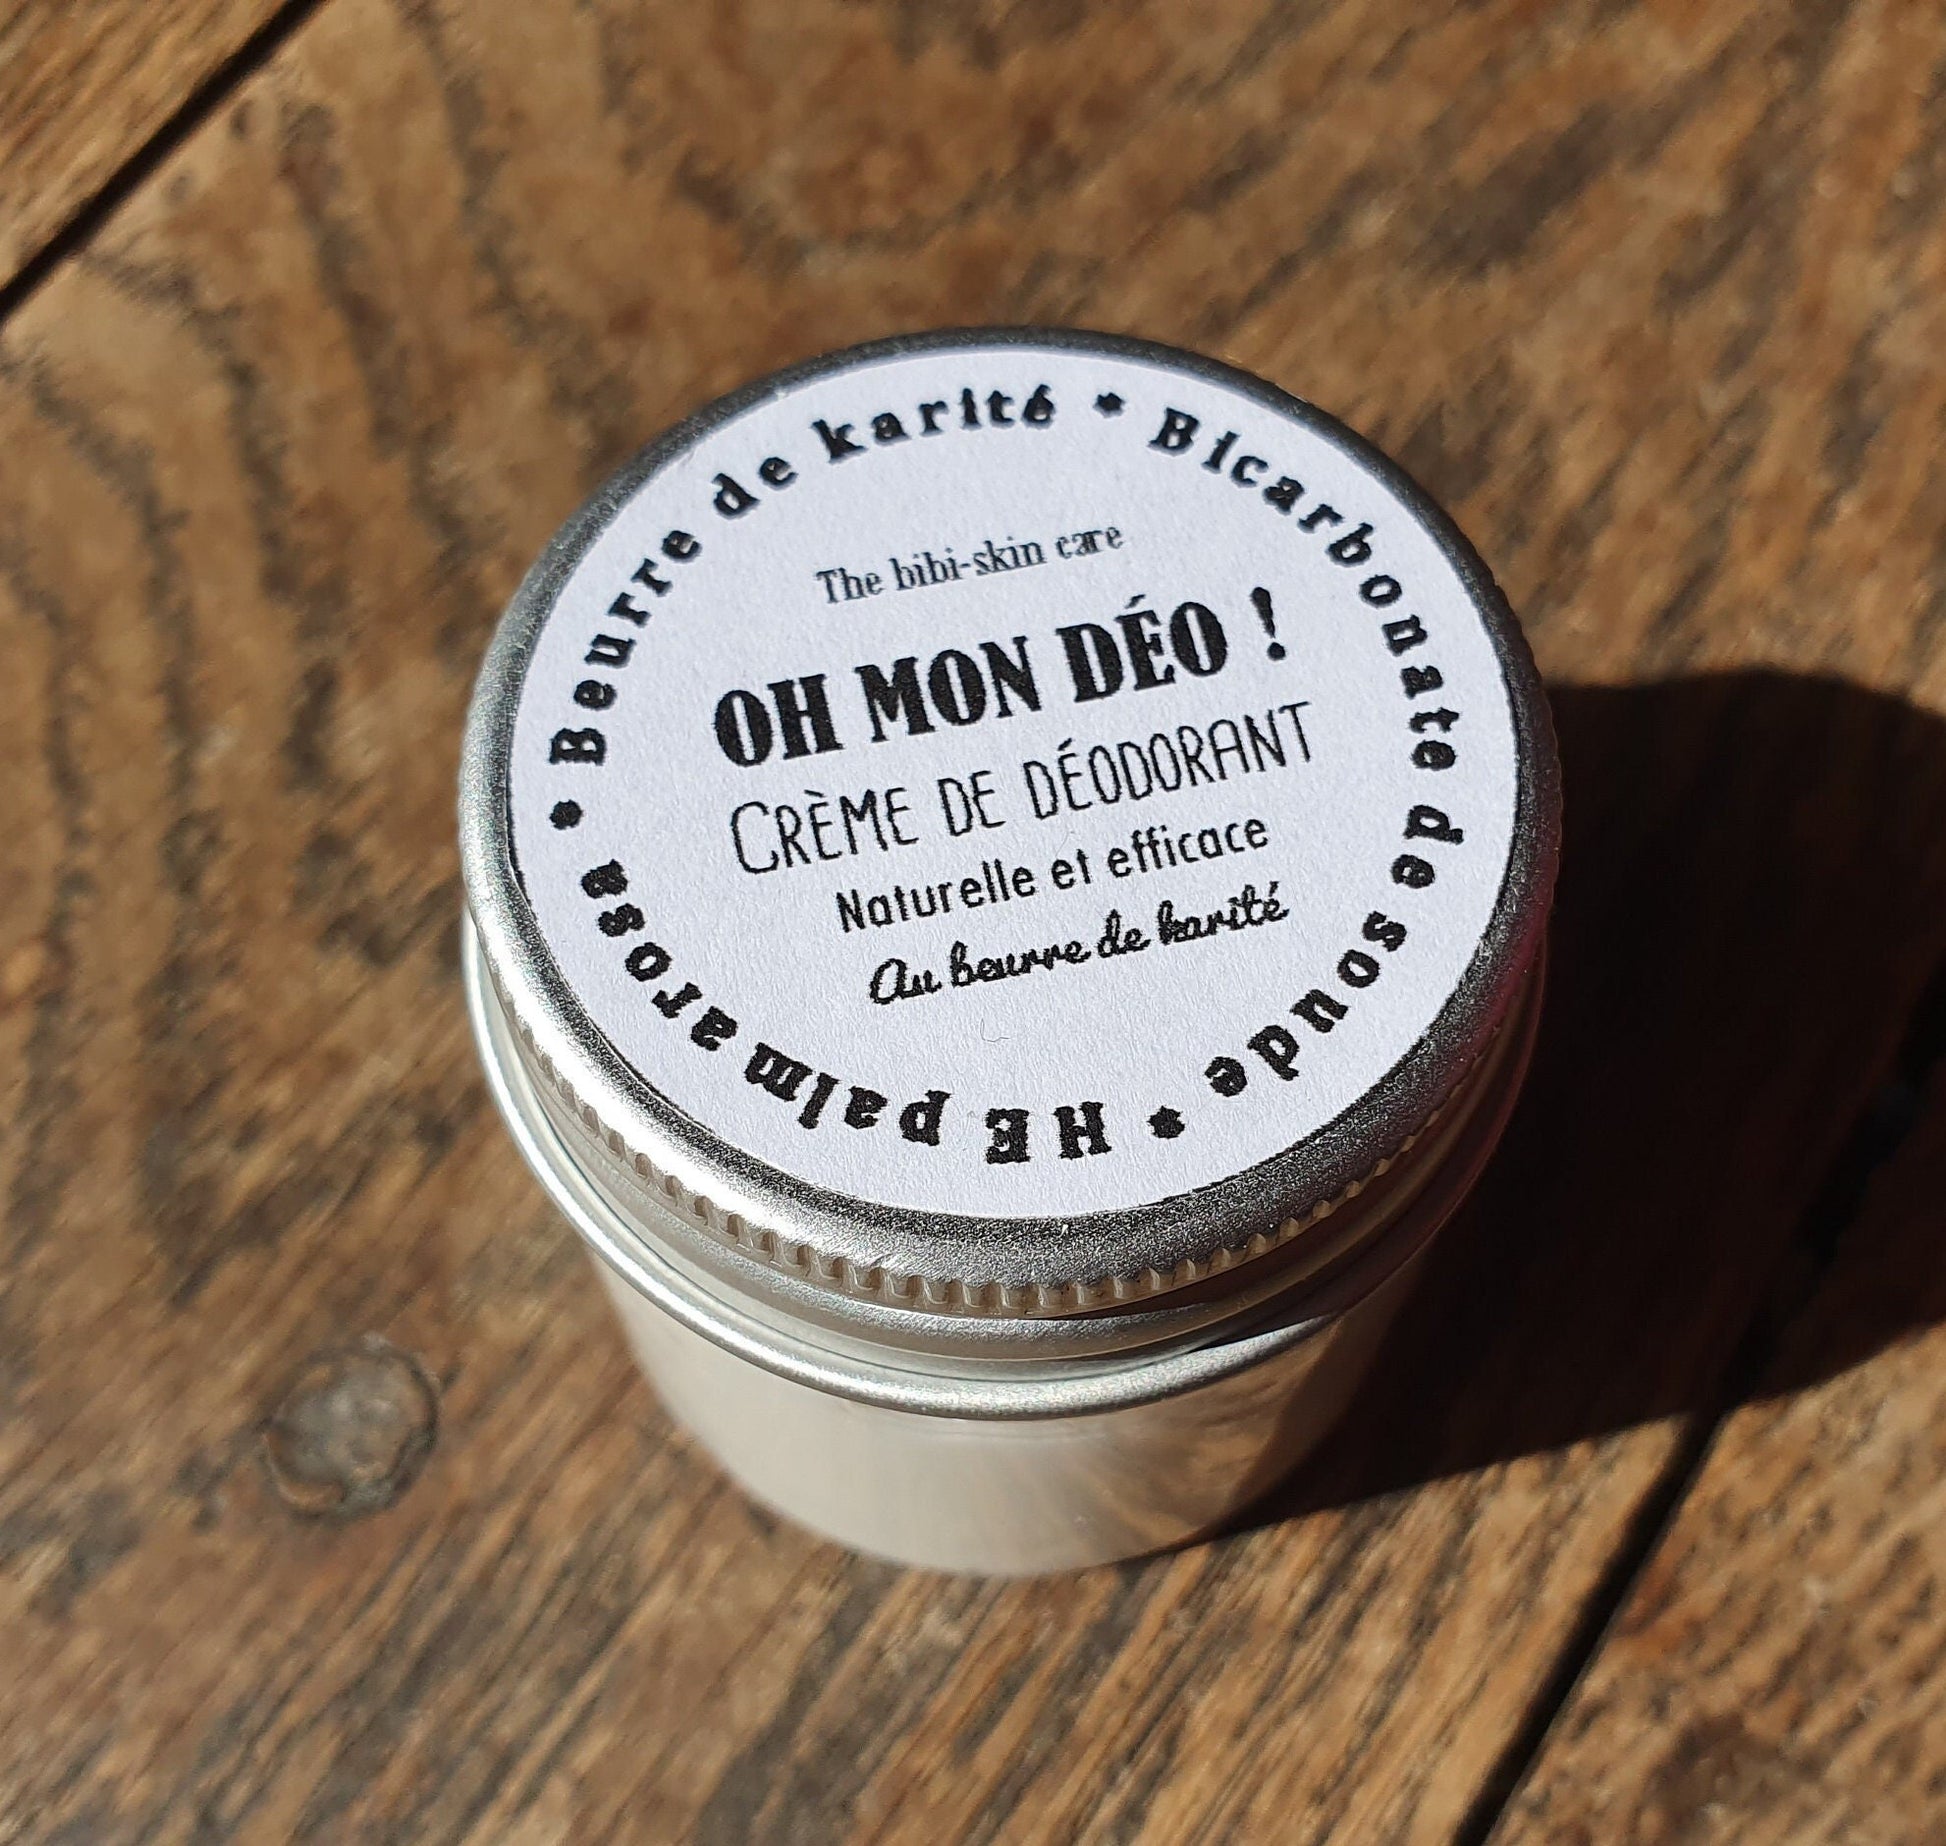 Beurre de karité * Bicarbonate de soude * HE palmarosa *
The bibi-skin care
OH MON DÉO !
CRÈME DE DÉODORANT
Naturelle et efficace
Au beurre de karité